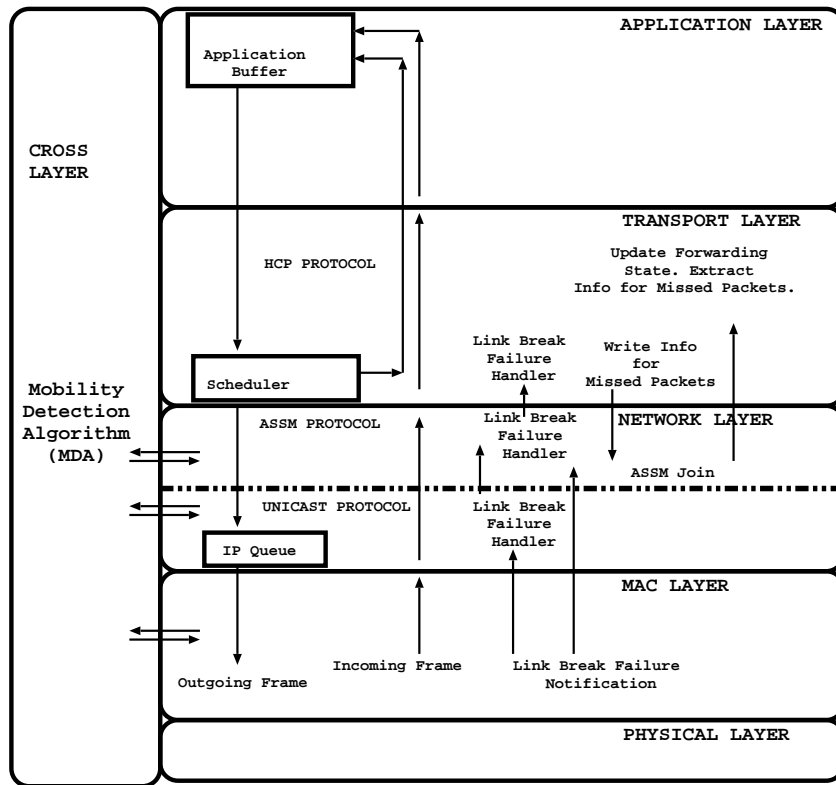 APPLICATION LAYER
Application
Buffer
CROSS
LAYER
TRANSPORT LAYER
Update Forwarding
State. Extract
Info for Missed Packets.
HCP PROTOCOL
Link Break
Failure
Handler
Write Info
for
Missed Packets
Scheduler
Mobility
Detection
Algorithm
(MDA)
ASSM PROTOCOL
Link Break
Failure
Handler
NETWORK LAYER
ASSM Join
UNICAST PROTOCOL
Link Break
Failure
Handler
IP Queue
MAC LAYER
Outgoing Frame
Incoming Frame
Link Break Failure
Notification
PHYSICAL LAYER